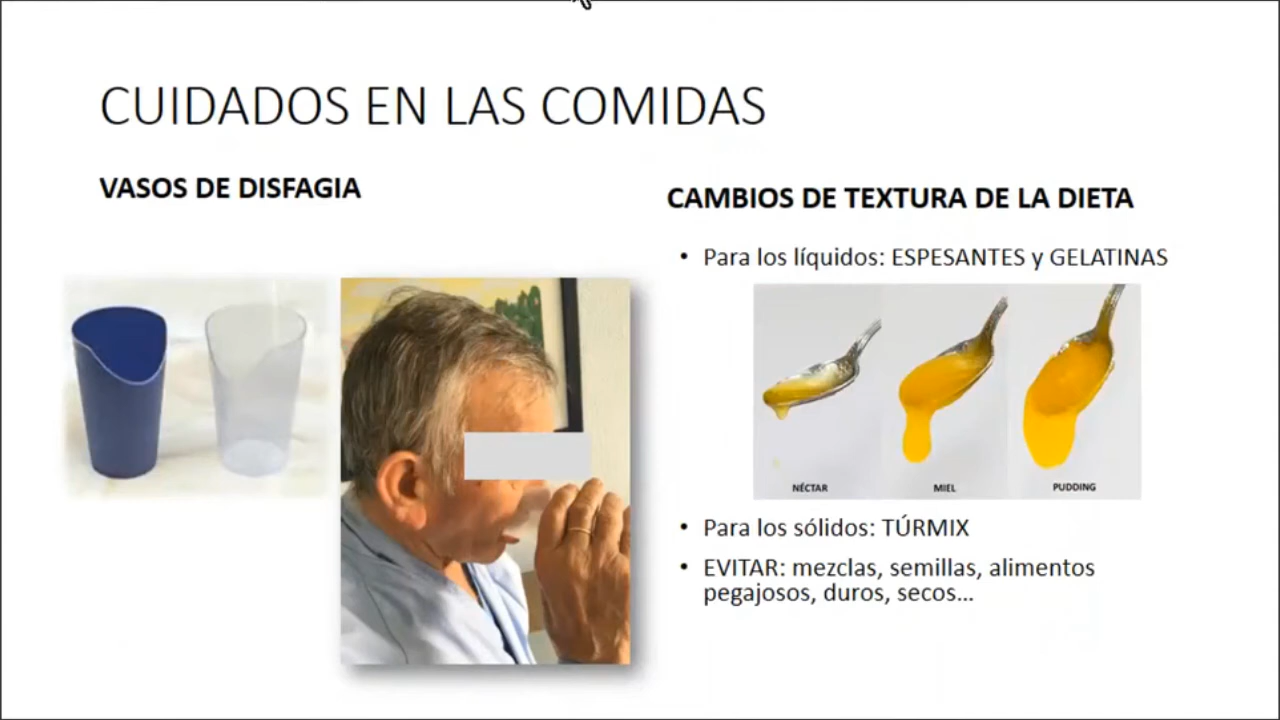 CUIDADOS EN LAS COMIDAS
VASOS DE DISFAGIA
CAMBIOS DE TEXTURA DE LA DIETA
• Para los líquidos: ESPESANTES y GELATINAS
NÉCTAR
MIEL
PUDDING
• Para los sólidos: TÚRMIX
• EVITAR: mezclas, semillas, alimentos
pegajosos, duros, secos...